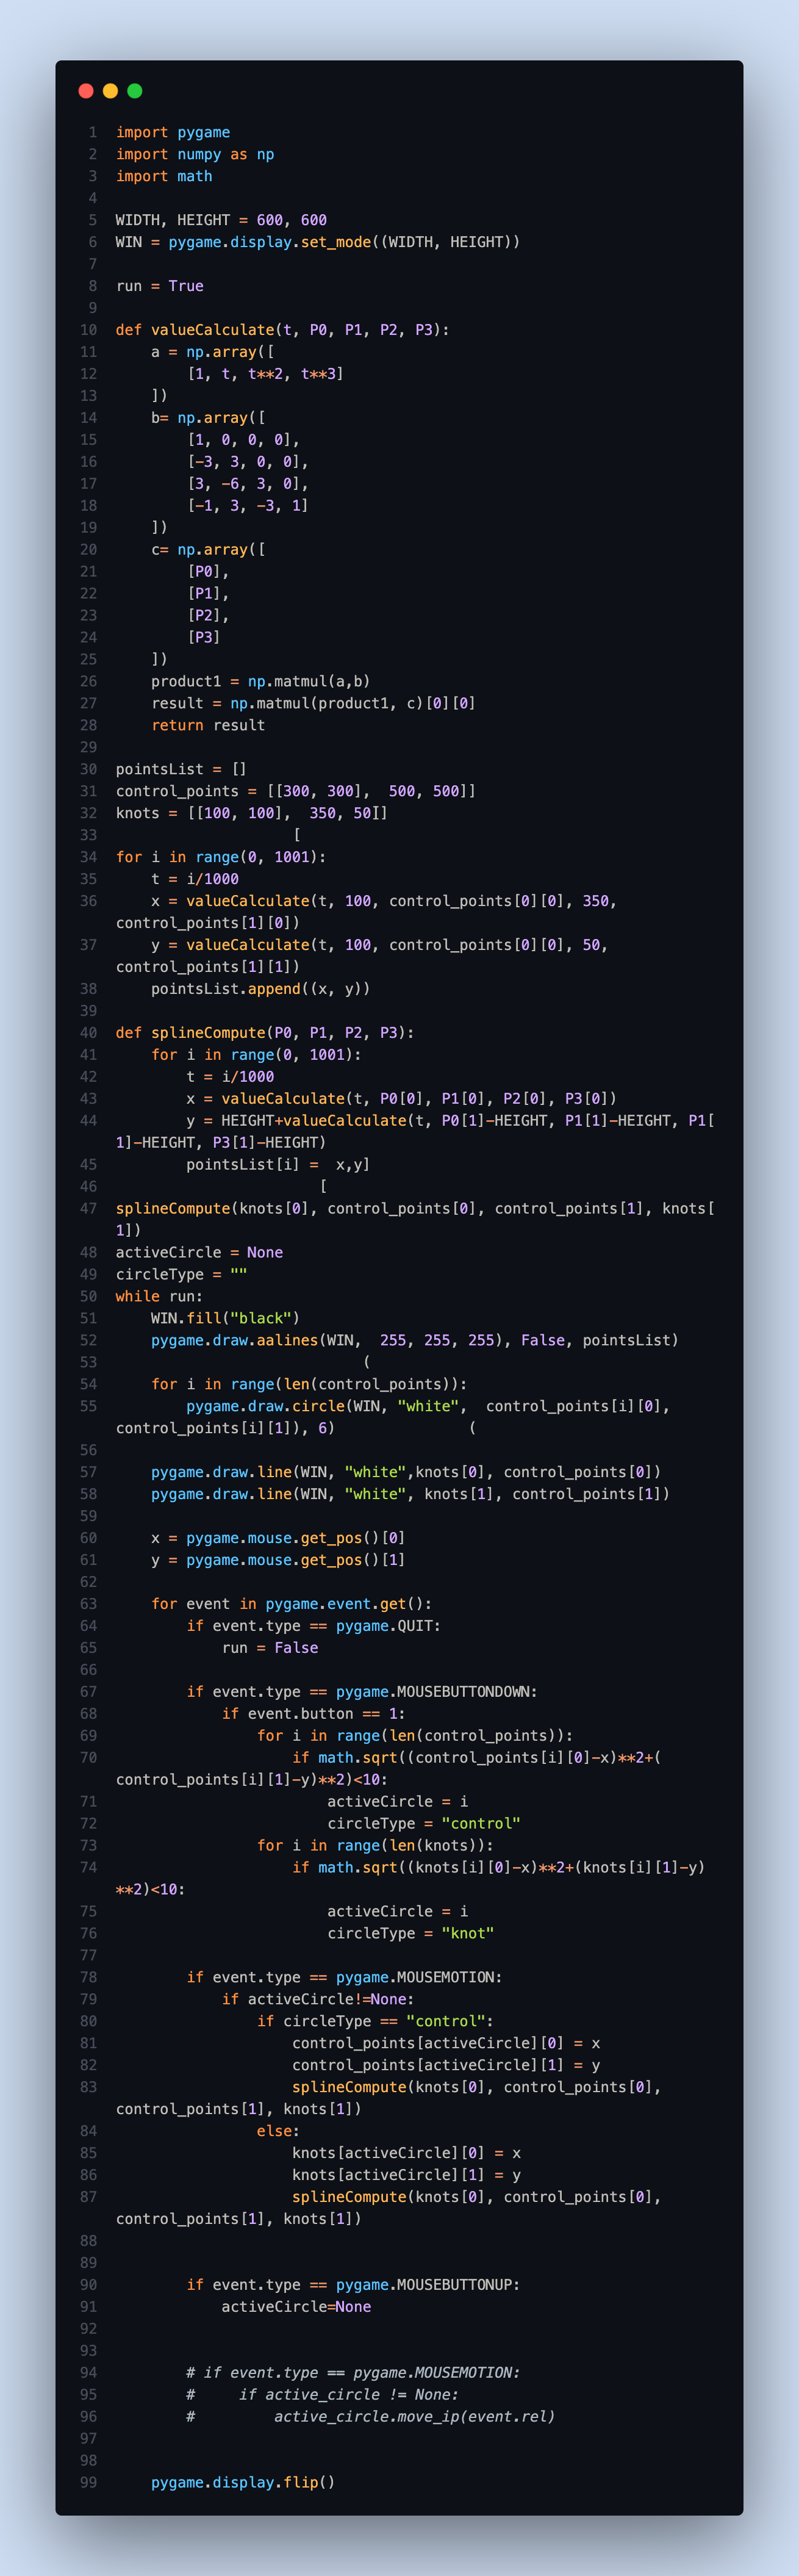 1 import pygame
2 import numpy as np
3 import math
4
5 WIDTH, HEIGHT = 600, 600
6 WIN = pygame.display.set_mode((WIDTH, HEIGHT))
7
8 run = True
9
10 def valueCalculate(t, P0, P1, P2, P3):
11     a = np.array([
12         [1, t, t**2, t**3]
13     ])
14     b= np.array([
15         [1, 0, 0, 0],
16         [-3, 3, 0, 0],
17         [3, -6, 3, 0],
18         [-1, 3, -3, 1]
19     ])
20     c= np.array([
21         [P0],
22         [P1],
23         [P2],
24         [P3]
25     ])
26     product1 = np.matmul(a,b)
27     result = np.matmul(product1, c)[0][0]
28     return result
29
30 pointsList = []
31 control_points = [[300, 300],  500, 500]]
32 knots = [[100, 100],  350, 50]]
33                     [
34 for i in range(0, 1001):
35     t = i/1000
36     x = valueCalculate(t, 100, control_points[0][0], 350,
control_points[1][0])
37     y = valueCalculate(t, 100, control_points[0][0], 50,
control_points[1][1])
38     pointsList.append((x, y))
39
40 def splineCompute(P0, P1, P2, P3):
41     for i in range(0, 1001):
42         t = i/1000
43         x = valueCalculate(t, P0[0], P1[0], P2[0], P3[0])
44         y = HEIGHT+valueCalculate(t, P0[1]-HEIGHT, P1[1]-HEIGHT, P1[
1]-HEIGHT, P3[1]-HEIGHT)
45         pointsList[i] =  x,y]
46                        [
47 splineCompute(knots[0], control_points[0], control_points[1], knots[
1])
48 activeCircle = None
49 circleType = ""
50 while run:
51     WIN.fill("black")
52     pygame.draw.aalines(WIN,  255, 255, 255), False, pointsList)
53                             (
54     for i in range(len(control_points)):
55         pygame.draw.circle(WIN, "white",  control_points[i][0],
control_points[i][1]), 6)               (
56
57     pygame.draw.line(WIN, "white",knots[0], control_points[0])
58     pygame.draw.line(WIN, "white", knots[1], control_points[1])
59
60     x = pygame.mouse.get_pos()[0]
61     y = pygame.mouse.get_pos()[1]
62
63     for event in pygame.event.get():
64         if event.type == pygame.QUIT:
65             run = False
66
67         if event.type == pygame.MOUSEBUTTONDOWN:
68             if event.button == 1:
69                 for i in range(len(control_points)):
70                     if math.sqrt((control_points[i][0]-x)**2+(
control_points[i][1]-y)**2)<10:
71                         activeCircle = i
72                         circleType = "control"
73                 for i in range(len(knots)):
74                     if math.sqrt((knots[i][0]-x)**2+(knots[i][1]-y)
**2)<10:
75                         activeCircle = i
76                         circleType = "knot"
77
78         if event.type == pygame.MOUSEMOTION:
79             if activeCircle!=None:
80                 if circleType == "control":
81                     control_points[activeCircle][0] = x
82                     control_points[activeCircle][1] = y
83                     splineCompute(knots[0], control_points[0],
control_points[1], knots[1])
84                 else:
85                     knots[activeCircle][0] = x
86                     knots[activeCircle][1] = y
87                     splineCompute(knots[0], control_points[0],
control_points[1], knots[1])
88
89
90         if event.type == pygame.MOUSEBUTTONUP:
91             activeCircle=None
92
93
94         # if event.type == pygame.MOUSEMOTION:
95         #     if active_circle != None:
96         #         active_circle.move_ip(event.rel)
97
98
99     pygame.display.flip()